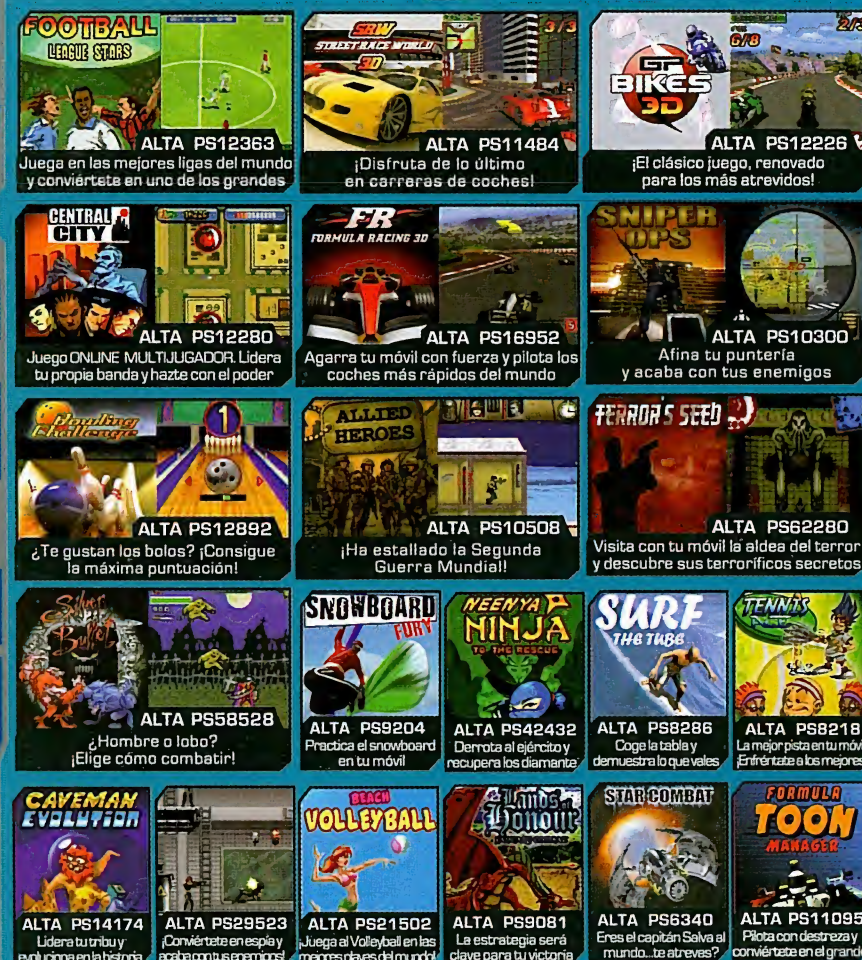 FOOTBALL
LEAGUE STARS
ALTA PS12363
Juega en las mejores ligas del mundo
y conviértete en uno de los grandes
SRW
STREET RACE WORLD
3D
3/3
ALTA PS11484
¡Disfruta de lo último
en carreras de coches!
GP
BIKES
3D
6/8
ALTA PS12226
¡El clásico juego, renovado
para los más atrevidos!
CENTRAL
CITY
ALTA PS12280
Juego ONLINE MULTIJUGADOR. Lidera
tu propia banda y hazte con el poder
FR
FORMULA RACING 3D
ALTA PS16952
Agarra tu móvil con fuerza y pilota los
coches más rápidos del mundo
SNIPER
OPS
ALTA PS10300
Afina tu puntería
y acaba con tus enemigos
Bowling
Challenge
1
ALTA PS12892
¿Te gustan los bolos? ¡Consigue
la máxima puntuación!
ALLIED
HEROES
ALTA PS10508
¡Ha estallado la Segunda
Guerra Mundial!
TERROR'S SEED
ALTA PS62280
Visita con tu móvil la aldea del terror
y descubre sus terroríficos secretos
Silver
Bullet
ALTA PS58528
¿Hombre o lobo?
¡Elige cómo combatir!
SNOWBOARD
FURY
ALTA PS9204
Practica el snowboard
en tu móvil
NEENYA
NINJA
TO THE RESCUE
ALTA PS42432
Derrota al ejército y
recupera los diamante
SURF
THE TUBE
ALTA PS8286
Coge la tabla y
demuestra lo que vales
TENNIS
ALTA PS8218
La mejor pista en tu móvi
¡Enfréntate a los mejores
CAVEMAN
EVOLUTION
ALTA PS14174
Lidera tu tribu y
evoluciona en la historia
ALTA PS29523
¡Conviértete en espía y
acaba con tus enemigos!
BEACH
VOLLEYBALL
ALTA PS21502
¡Juega al Volleyball en las
mejores playas del mundo!
Lands of
Honour
ALTA PS9081
La estrategia será
clave para tu victoria
STAR COMBAT
ALTA PS6340
Eres el capitán Salva al
mundo...te atreves?
FORMULA
TOON
MANAGER
ALTA PS11095
Pilota con destreza y
conviértete en el grande